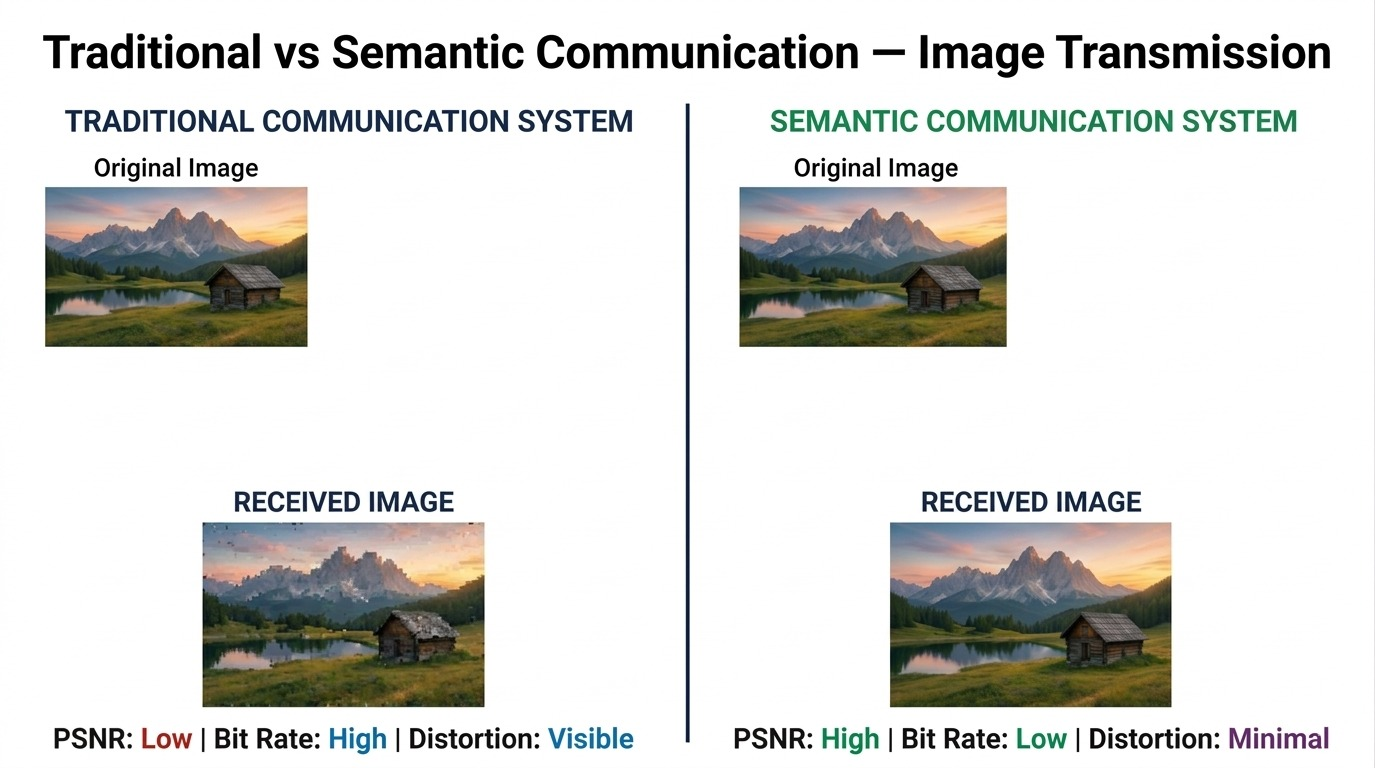 Traditional vs Semantic Communication — Image Transmission
TRADITIONAL COMMUNICATION SYSTEM
Original Image
RECEIVED IMAGE
PSNR: Low | Bit Rate: High | Distortion: Visible
SEMANTIC COMMUNICATION SYSTEM
Original Image
RECEIVED IMAGE
PSNR: High | Bit Rate: Low | Distortion: Minimal